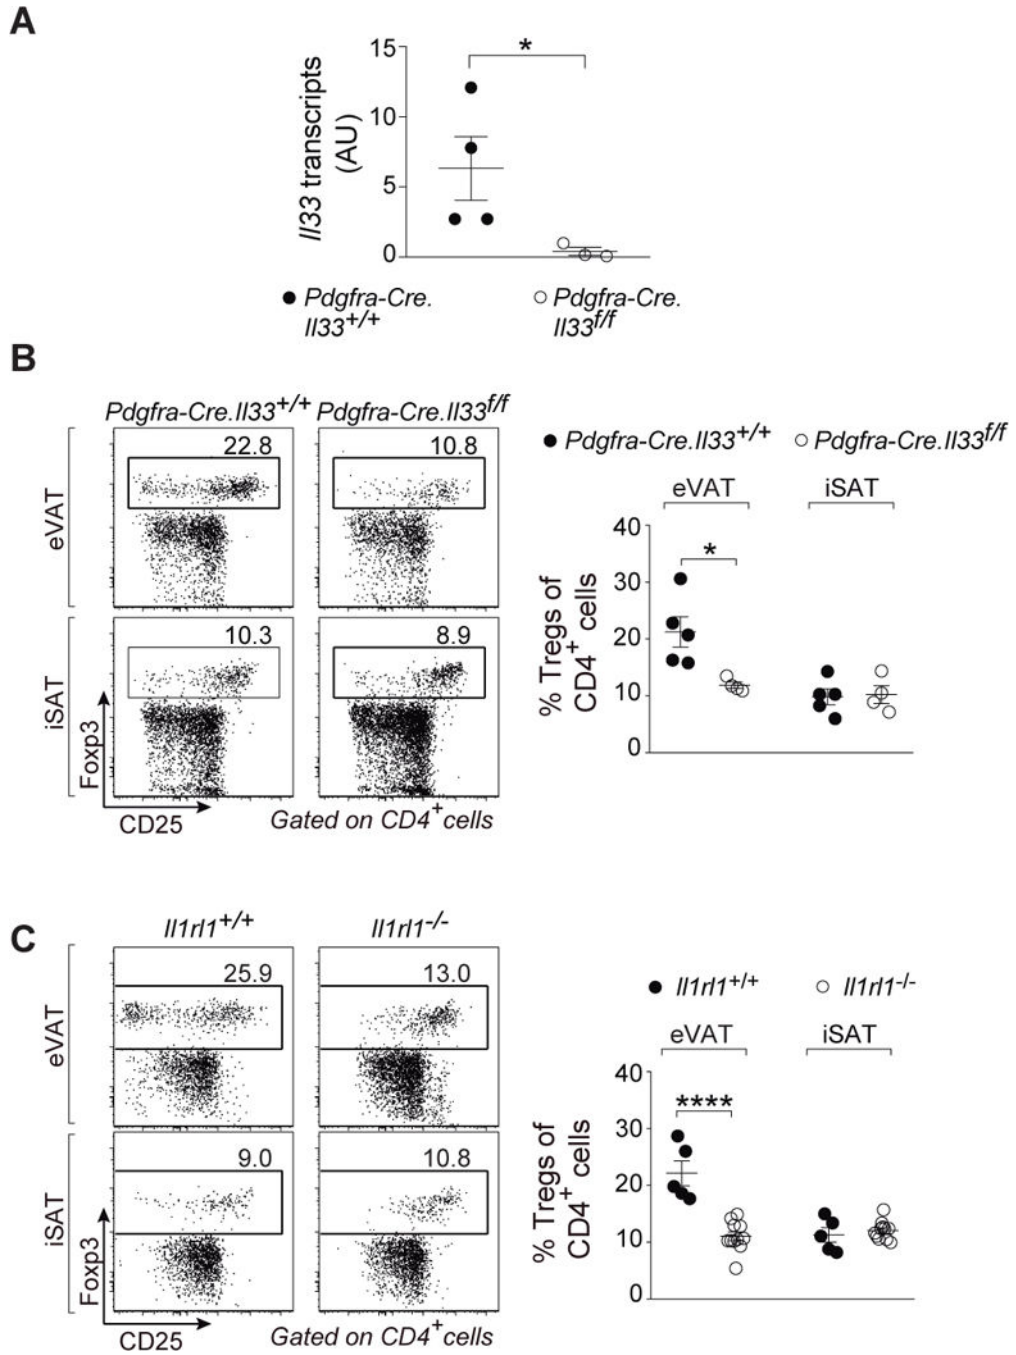 A
15
*
Il33 transcripts
(AU)
10
5
0
Pdgfra-Cre.
Il33+/+
Pdgfra-Cre.
Il33f/f
B
Pdgfra-Cre.Il33+/+
Pdgfra-Cre.Il33f/f
eVAT
22.8
10.8
iSAT
10.3
8.9
Foxp3
CD25
Gated on CD4+cells
Pdgfra-Cre.Il33+/+
Pdgfra-Cre.Il33f/f
eVAT
iSAT
% Tregs of
CD4+ cells
40
30
20
10
0
*
C
Il1rl1+/+
Il1rl1-/-
eVAT
25.9
13.0
iSAT
9.0
10.8
Foxp3
CD25
Gated on CD4+cells
Il1rl1+/+
Il1rl1-/-
eVAT
iSAT
% Tregs of
CD4+ cells
40
30
20
10
0
****